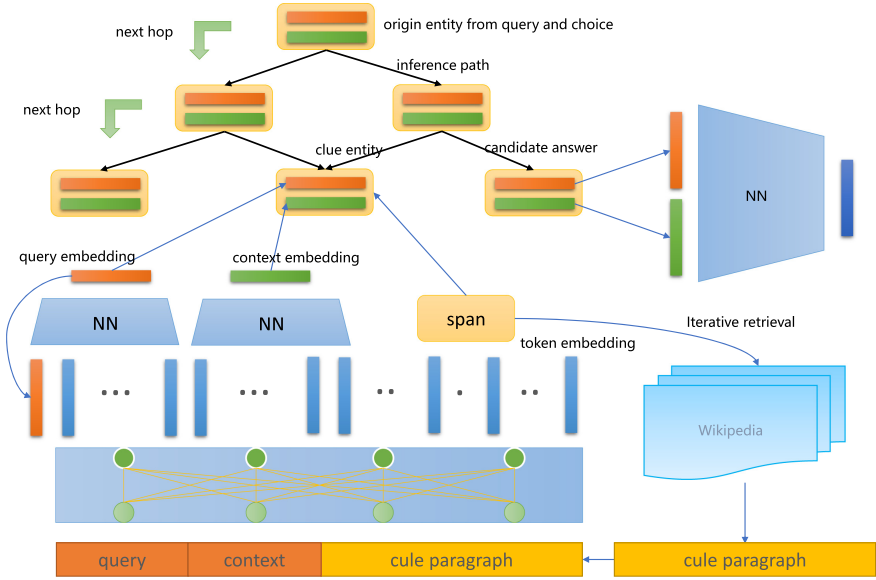 origin entity from query and choice
next hop
inference path
next hop
clue entity
candidate answer
NN
query embedding
context embedding
NN
NN
span
Iterative retrieval
token embedding
Wikipedia
query
context
cule paragraph
cule paragraph